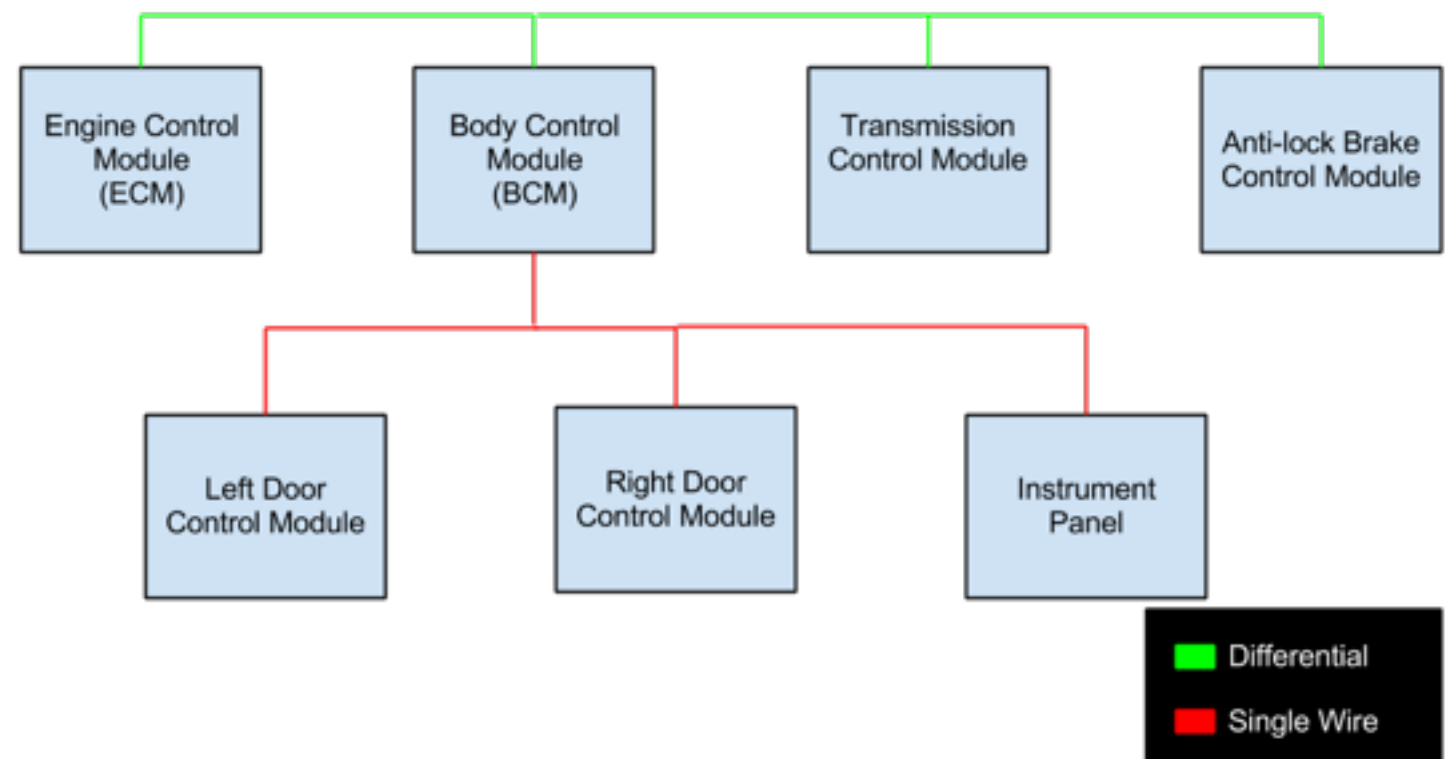 Engine Control
Module
(ECM)
Body Control
Module
(BCM)
Transmission
Control Module
Anti-lock Brake
Control Module
Left Door
Control Module
Right Door
Control Module
Instrument
Panel
Differential
Single Wire